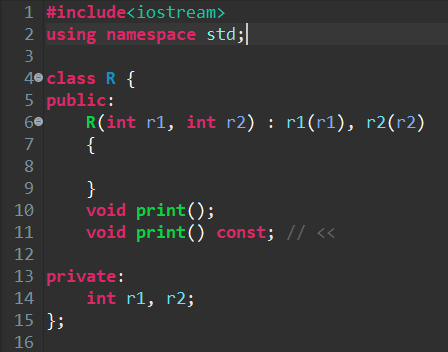 1 #include<iostream>
2 using namespace std;
3
4 class R {
5 public:
6     R(int r1, int r2) : r1(r1), r2(r2)
7     {
8
9     }
10     void print();
11     void print() const; // <<
12
13 private:
14     int r1, r2;
15 };
16